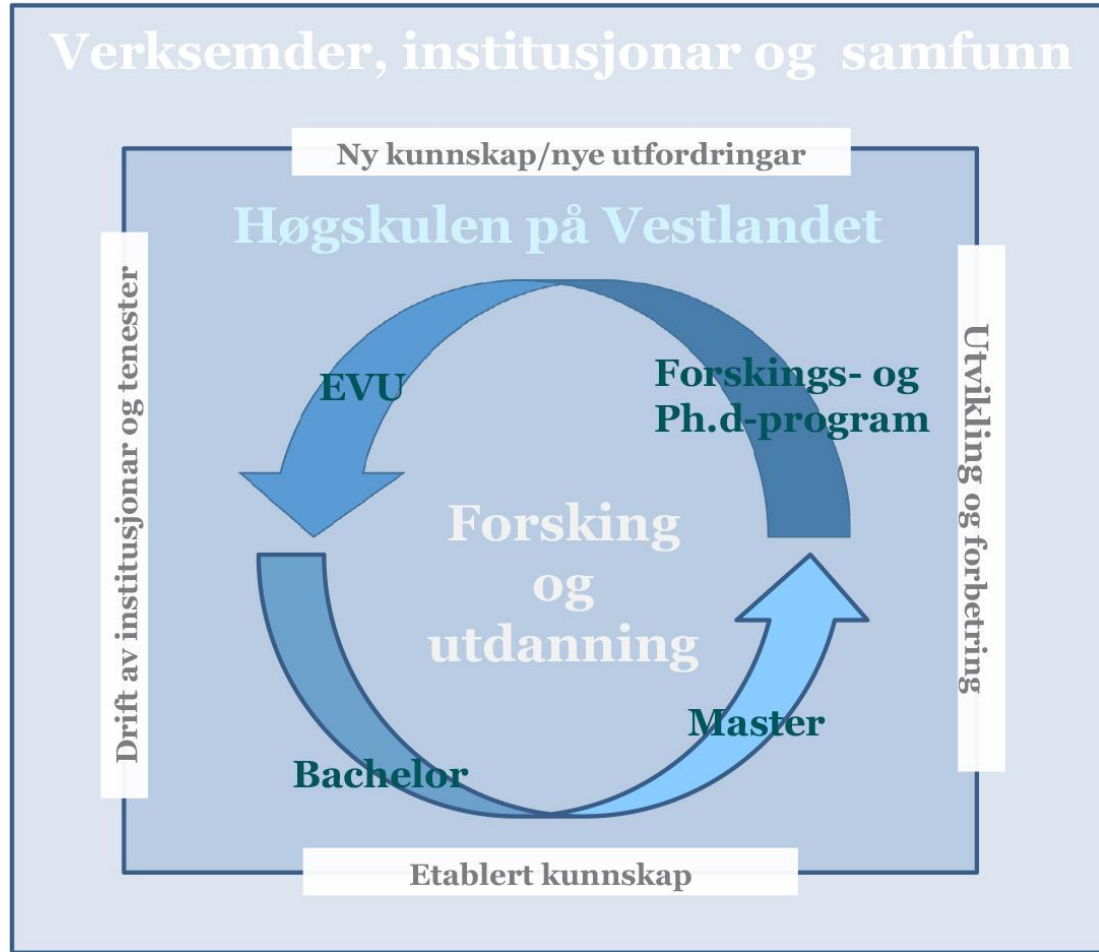 Verksemder, institusjonar og samfunn
Ny kunnskap/nye utfordringar
Høgskulen på Vestlandet
Drift av institusjonar og tenester
EVU
Forskings- og
Ph.d-program
Utvikling og forbetring
Forsking
og
utdanning
Master
Bachelor
Etablert kunnskap